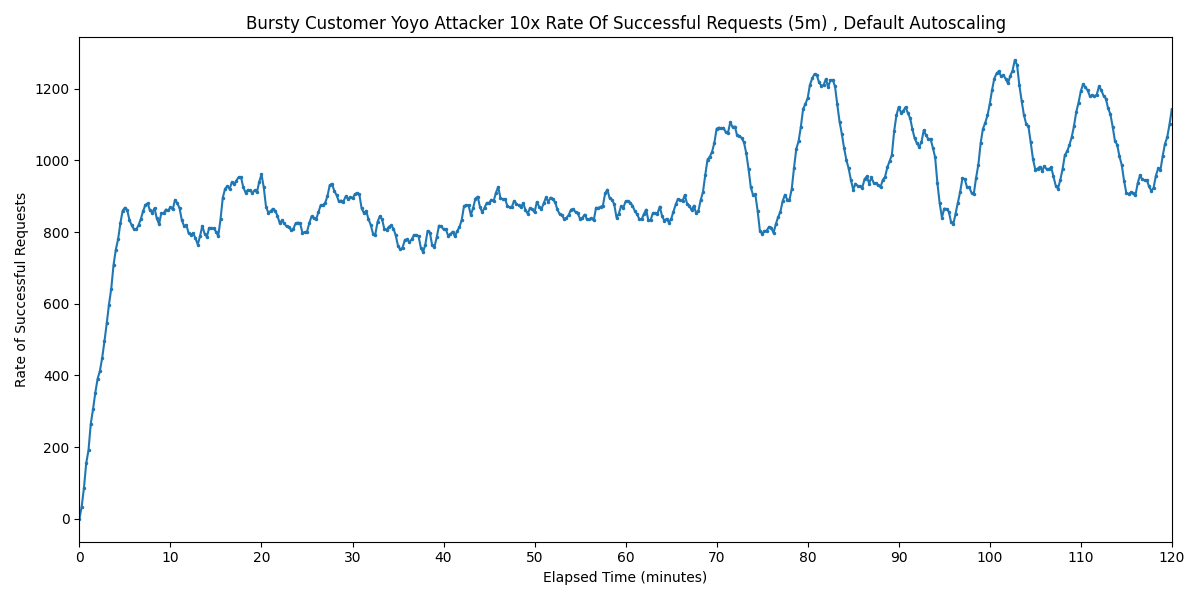 Bursty Customer Yoyo Attacker 10x Rate Of Successful Requests (5m) , Default Autoscaling
1200
1000
800
600
400
200
0
Rate of Successful Requests
0 10 20 30 40 50 60 70 80 90 100 110 120
Elapsed Time (minutes)